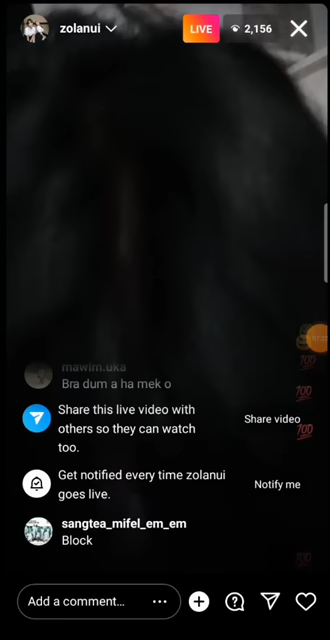 zolanui
LIVE
2,156
mawim.uka
Bra dum a ha mek o
Share this live video with
others so they can watch
too.
Share video
Get notified every time zolanui
goes live.
Notify me
sangtea_mifel_em_em
Block
Add a comment...